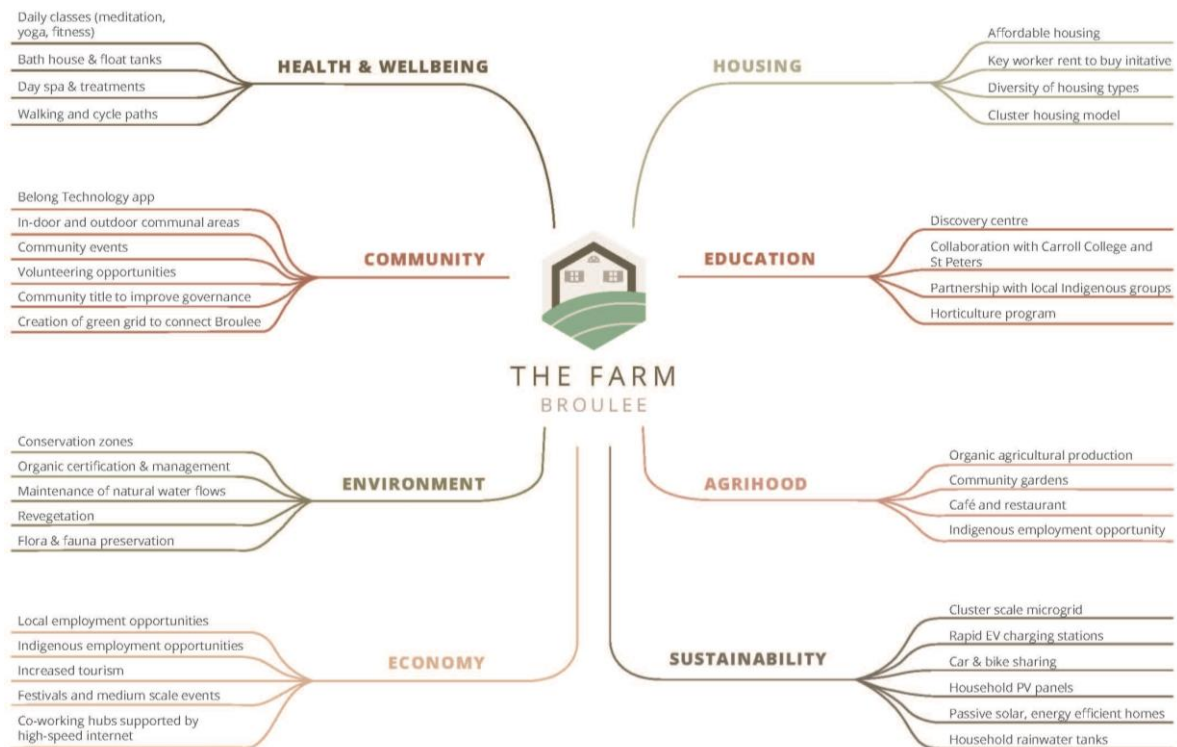 Daily classes (meditation,
yoga, fitness)
Bath house & float tanks
Day spa & treatments
Walking and cycle paths
HEALTH & WELLBEING
HOUSING
Affordable housing
Key worker rent to buy initative
Diversity of housing types
Cluster housing model
Belong Technology app
In-door and outdoor communal areas
Community events
Volunteering opportunities
Community title to improve governance
Creation of green grid to connect Broulee
COMMUNITY
EDUCATION
Discovery centre
Collaboration with Carroll College and
St Peters
Partnership with local Indigenous groups
Horticulture program
THE FARM
BROULEE
Conservation zones
Organic certification & management
Maintenance of natural water flows
Revegetation
Flora & fauna preservation
ENVIRONMENT
AGRIHOOD
Organic agricultural production
Community gardens
Café and restaurant
Indigenous employment opportunity
Local employment opportunities
Indigenous employment opportunities
Increased tourism
Festivals and medium scale events
Co-working hubs supported by
high-speed internet
ECONOMY
SUSTAINABILITY
Cluster scale microgrid
Rapid EV charging stations
Car & bike sharing
Household PV panels
Passive solar, energy efficient homes
Household rainwater tanks